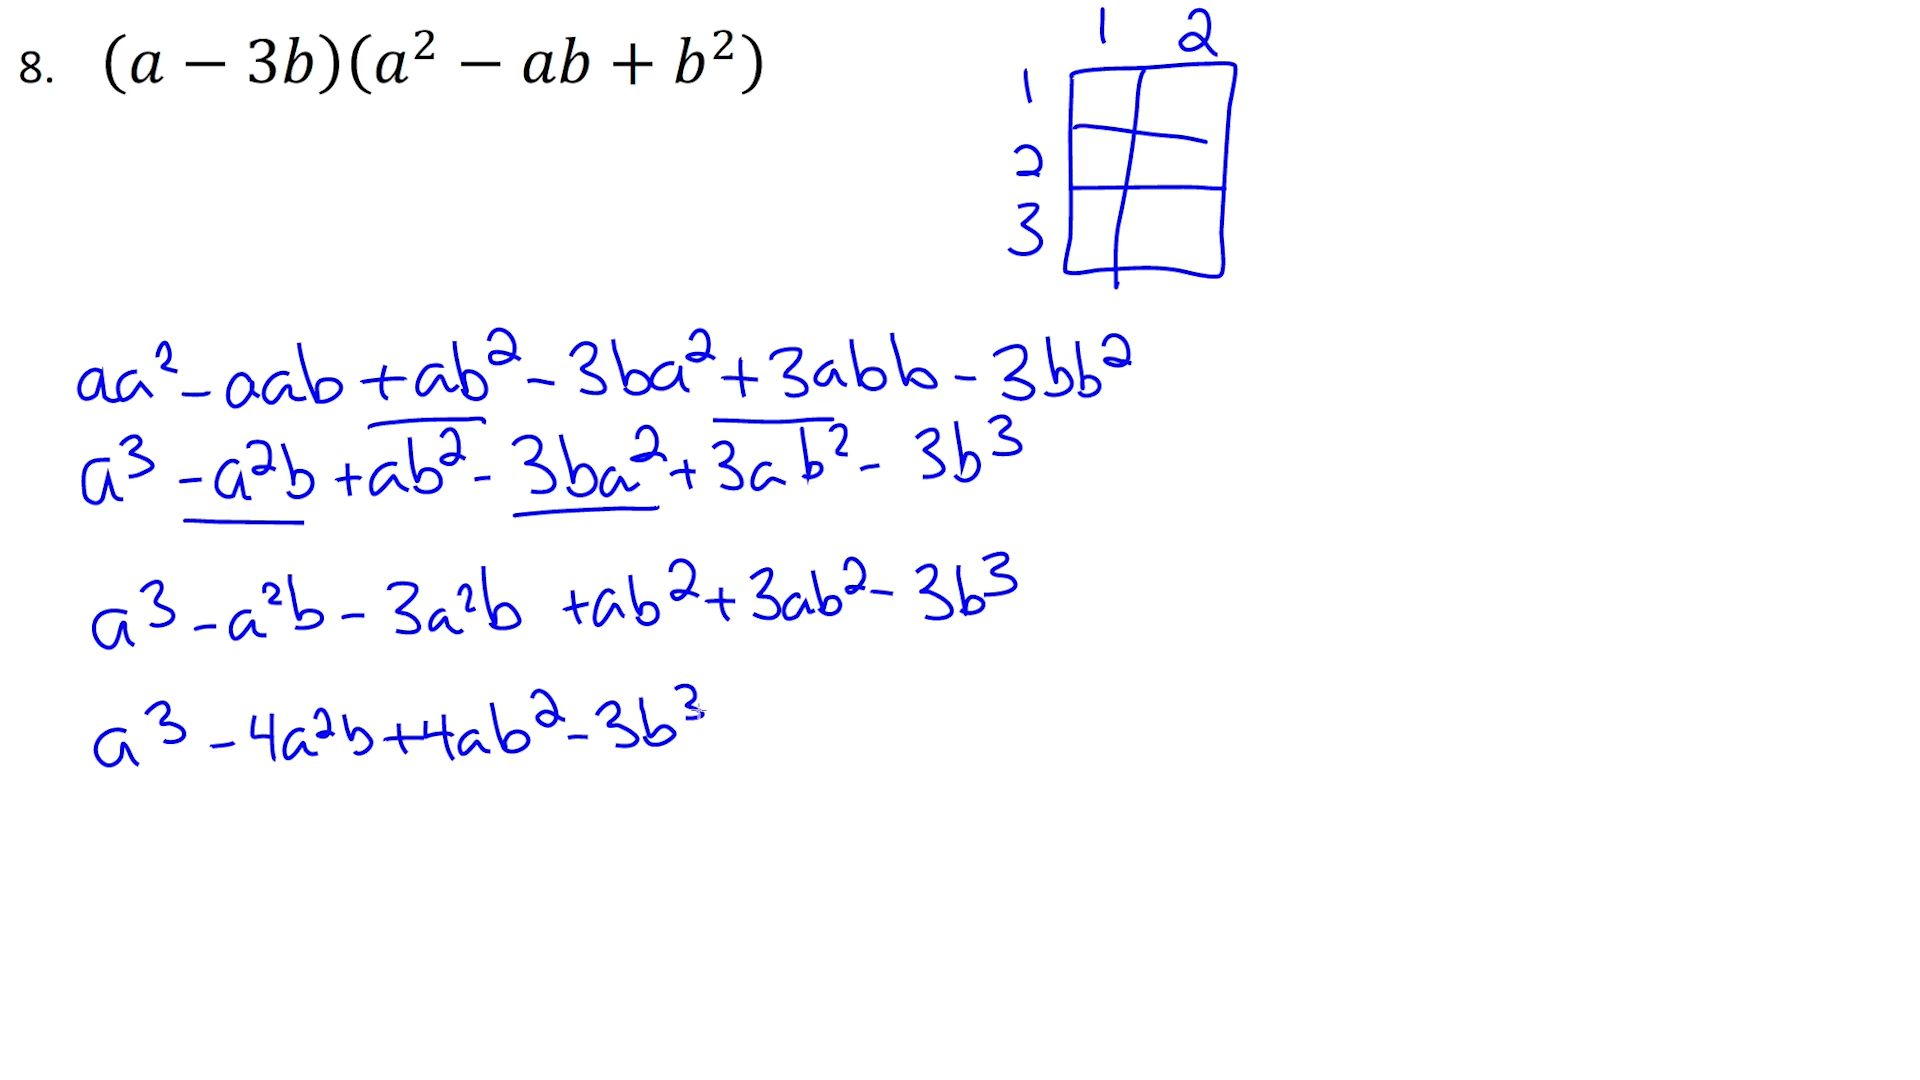 8. (a − 3b)(a² − ab + b²)
1 2
1
2
3
aa² - aab + ab² - 3ba² + 3abb - 3bb²
a³ - a²b + ab² - 3ba² + 3ab² - 3b³
a³ - a²b - 3a²b + ab² + 3ab² - 3b³
a³ - 4a²b + 4ab² - 3b³